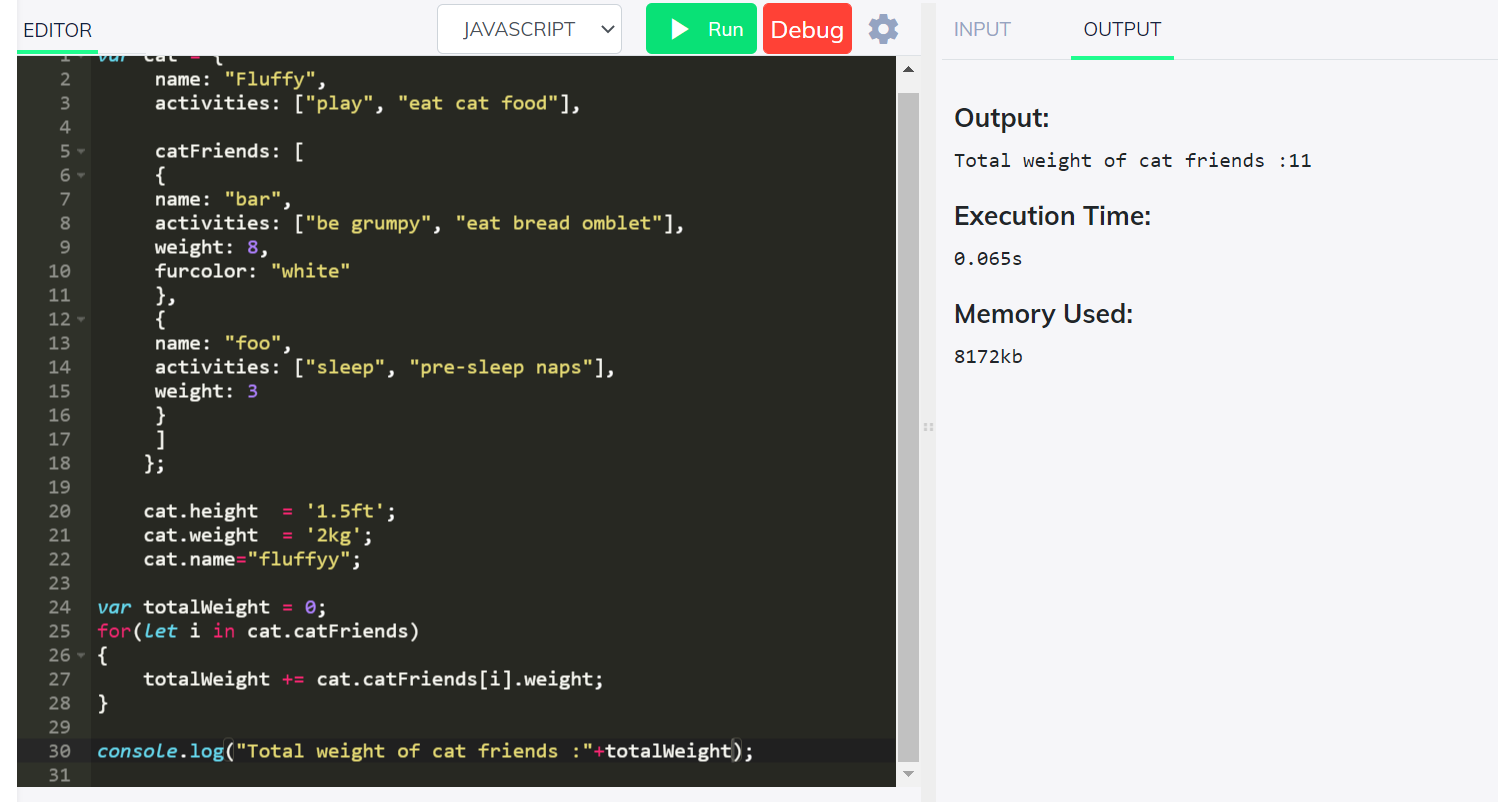 EDITOR
JAVASCRIPT
Run
Debug
INPUT
OUTPUT
1 var cat = {
2 name: "Fluffy",
3 activities: ["play", "eat cat food"],
4
5 catFriends: [
6 {
7 name: "bar",
8 activities: ["be grumpy", "eat bread omblet"],
9 weight: 8,
10 furcolor: "white"
11 },
12 {
13 name: "foo",
14 activities: ["sleep", "pre-sleep naps"],
15 weight: 3
16 }
17 ]
18 };
19
20 cat.height  = '1.5ft';
21 cat.weight  = '2kg';
22 cat.name="fluffyy";
23
24 var totalWeight = 0;
25 for(let i in cat.catFriends)
26 {
27 totalWeight += cat.catFriends[i].weight;
28 }
29
30 console.log("Total weight of cat friends :"+totalWeight);
31
Output:
Total weight of cat friends :11
Execution Time:
0.065s
Memory Used:
8172kb